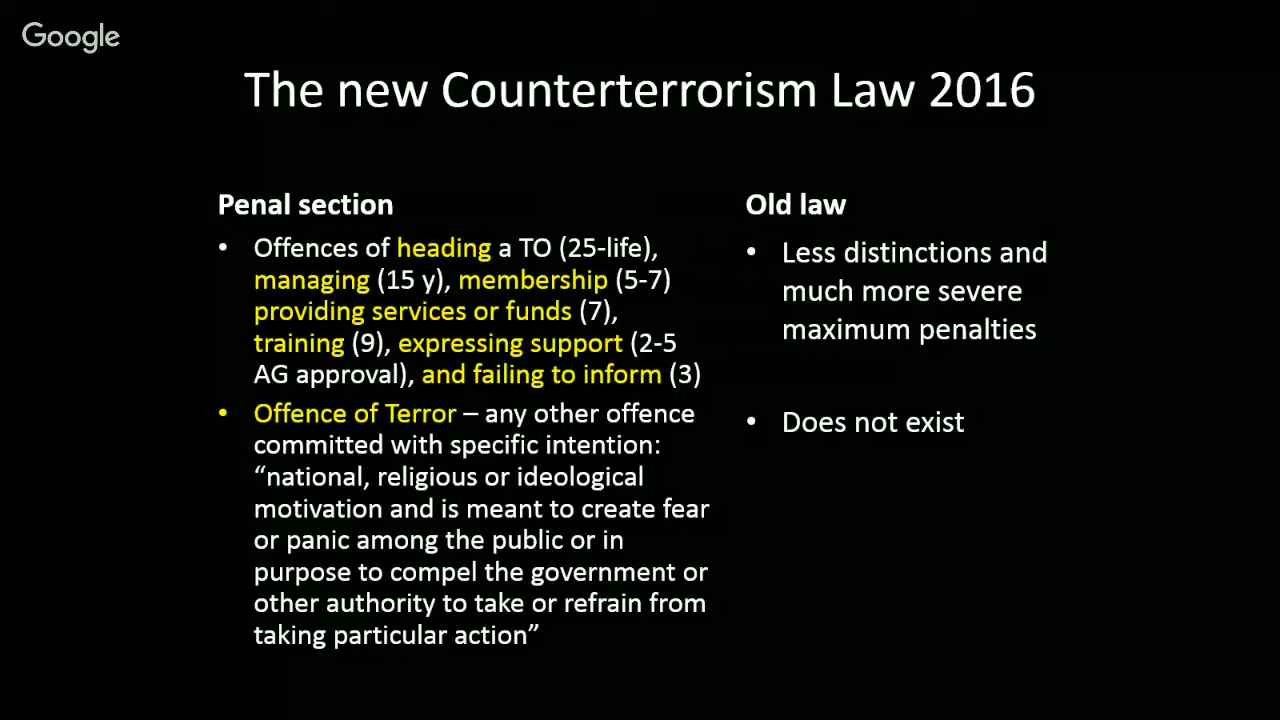 Google
The new Counterterrorism Law 2016
Penal section
• Offences of heading a TO (25-life),
managing (15 y), membership (5-7)
providing services or funds (7),
training (9), expressing support (2-5
AG approval), and failing to inform (3)
• Offence of Terror – any other offence
committed with specific intention:
“national, religious or ideological
motivation and is meant to create fear
or panic among the public or in
purpose to compel the government or
other authority to take or refrain from
taking particular action”
Old law
• Less distinctions and
much more severe
maximum penalties
• Does not exist